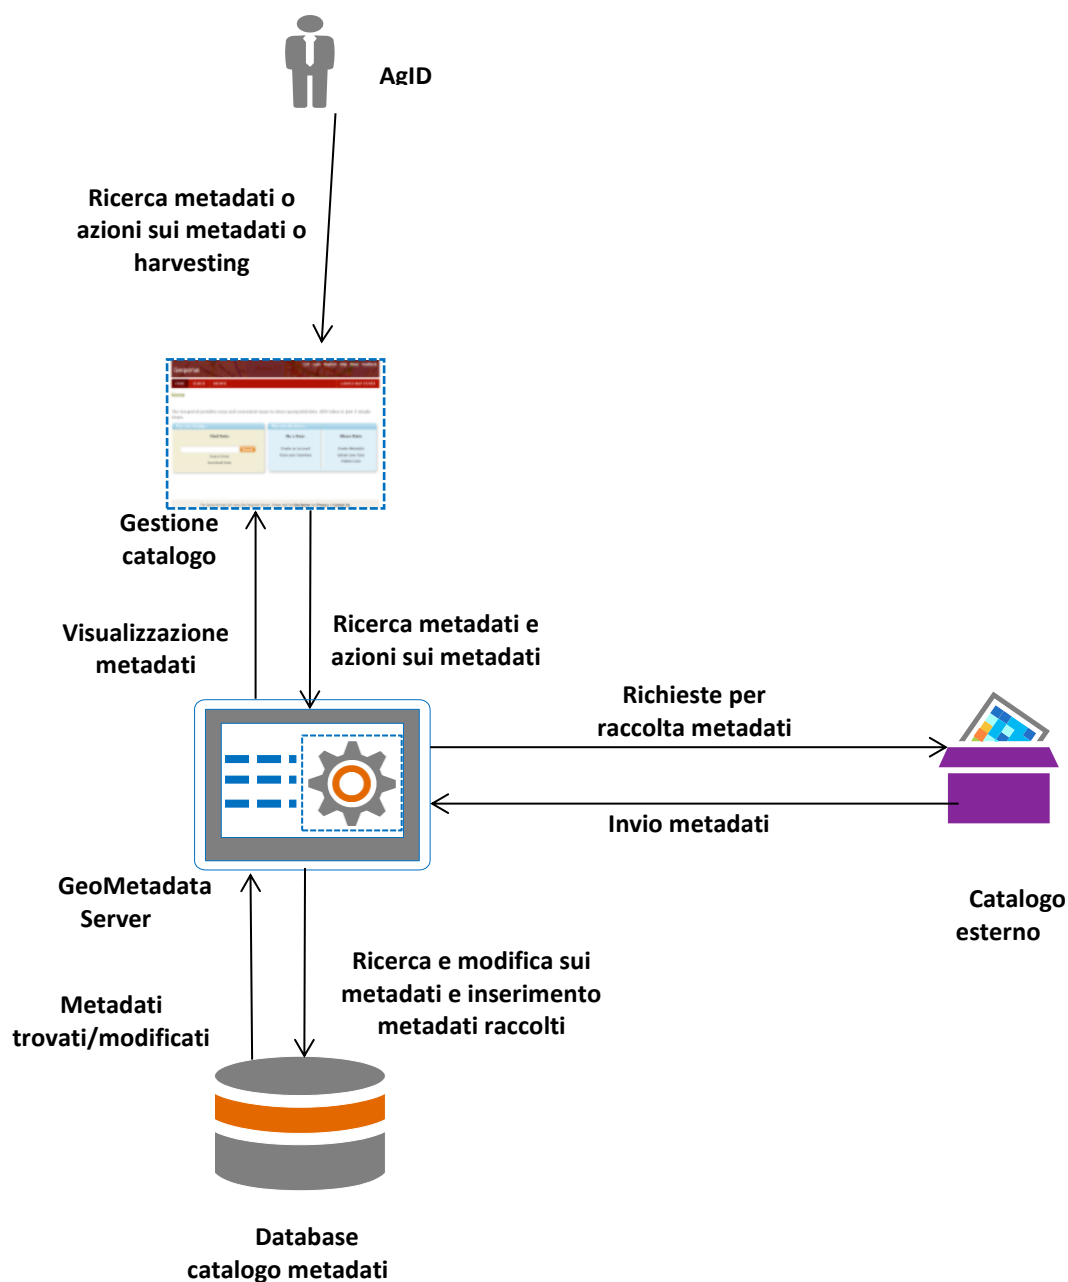 AgID
Ricerca metadati o
azioni sui metadati o
harvesting
Gestione
catalogo
Visualizzazione
metadati
Ricerca metadati e
azioni sui metadati
Richieste per
raccolta metadati
Invio metadati
GeoMetadata
Server
Catalogo
esterno
Ricerca e modifica sui
metadati e inserimento
metadati raccolti
Metadati
trovati/modificati
Database
catalogo metadati